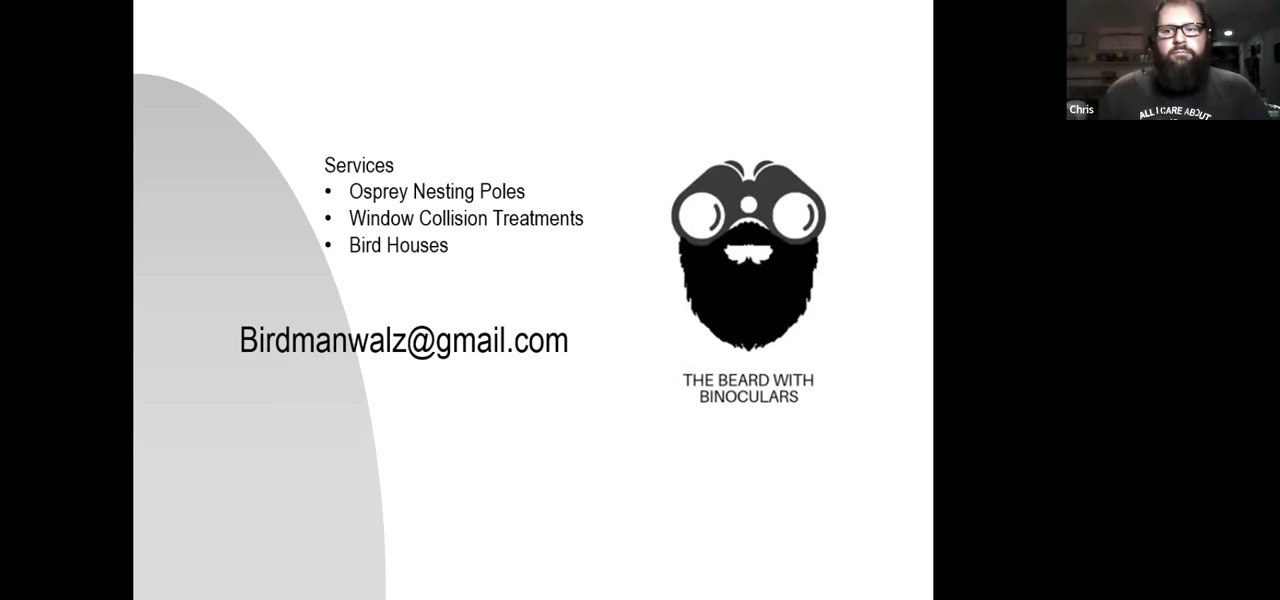 Services
• Osprey Nesting Poles
• Window Collision Treatments
• Bird Houses
Birdmanwalz@gmail.com
THE BEARD WITH
BINOCULARS
Chris
ALL I CARE ABOUT